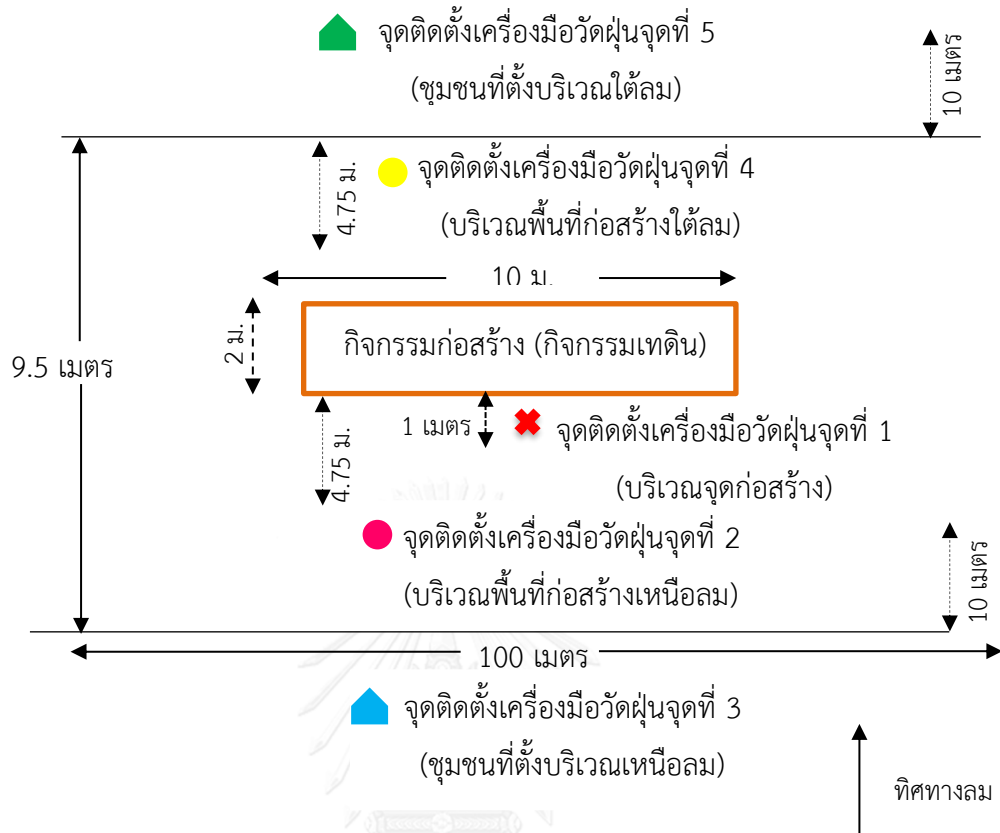 จุดติดตั้งเครื่องมือวัดฝุ่นจุดที่ 5
(ชุมชนที่ตั้งบริเวณใต้ลม)
10 เมตร
จุดติดตั้งเครื่องมือวัดฝุ่นจุดที่ 4
(บริเวณพื้นที่ก่อสร้างใต้ลม)
4.75 ม.
10 ม.
2 ม.
กิจกรรมก่อสร้าง (กิจกรรมเทดิน)
9.5 เมตร
1 เมตร
จุดติดตั้งเครื่องมือวัดฝุ่นจุดที่ 1
(บริเวณจุดก่อสร้าง)
4.75 ม.
จุดติดตั้งเครื่องมือวัดฝุ่นจุดที่ 2
(บริเวณพื้นที่ก่อสร้างเหนือลม)
10 เมตร
100 เมตร
จุดติดตั้งเครื่องมือวัดฝุ่นจุดที่ 3
(ชุมชนที่ตั้งบริเวณเหนือลม)
ทิศทางลม